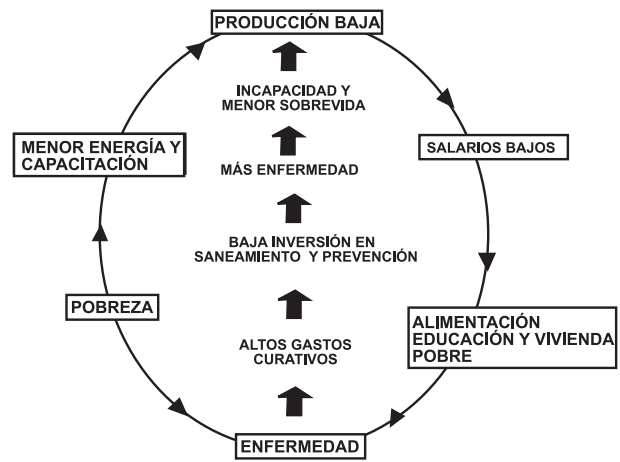 PRODUCCIÓN BAJA
INCAPACIDAD Y
MENOR SOBREVIDA
MENOR ENERGÍA Y
CAPACITACIÓN
SALARIOS BAJOS
MÁS ENFERMEDAD
BAJA INVERSIÓN EN
SANEAMIENTO Y PREVENCIÓN
POBREZA
ALIMENTACIÓN
EDUCACIÓN Y VIVIENDA
POBRE
ALTOS GASTOS
CURATIVOS
ENFERMEDAD